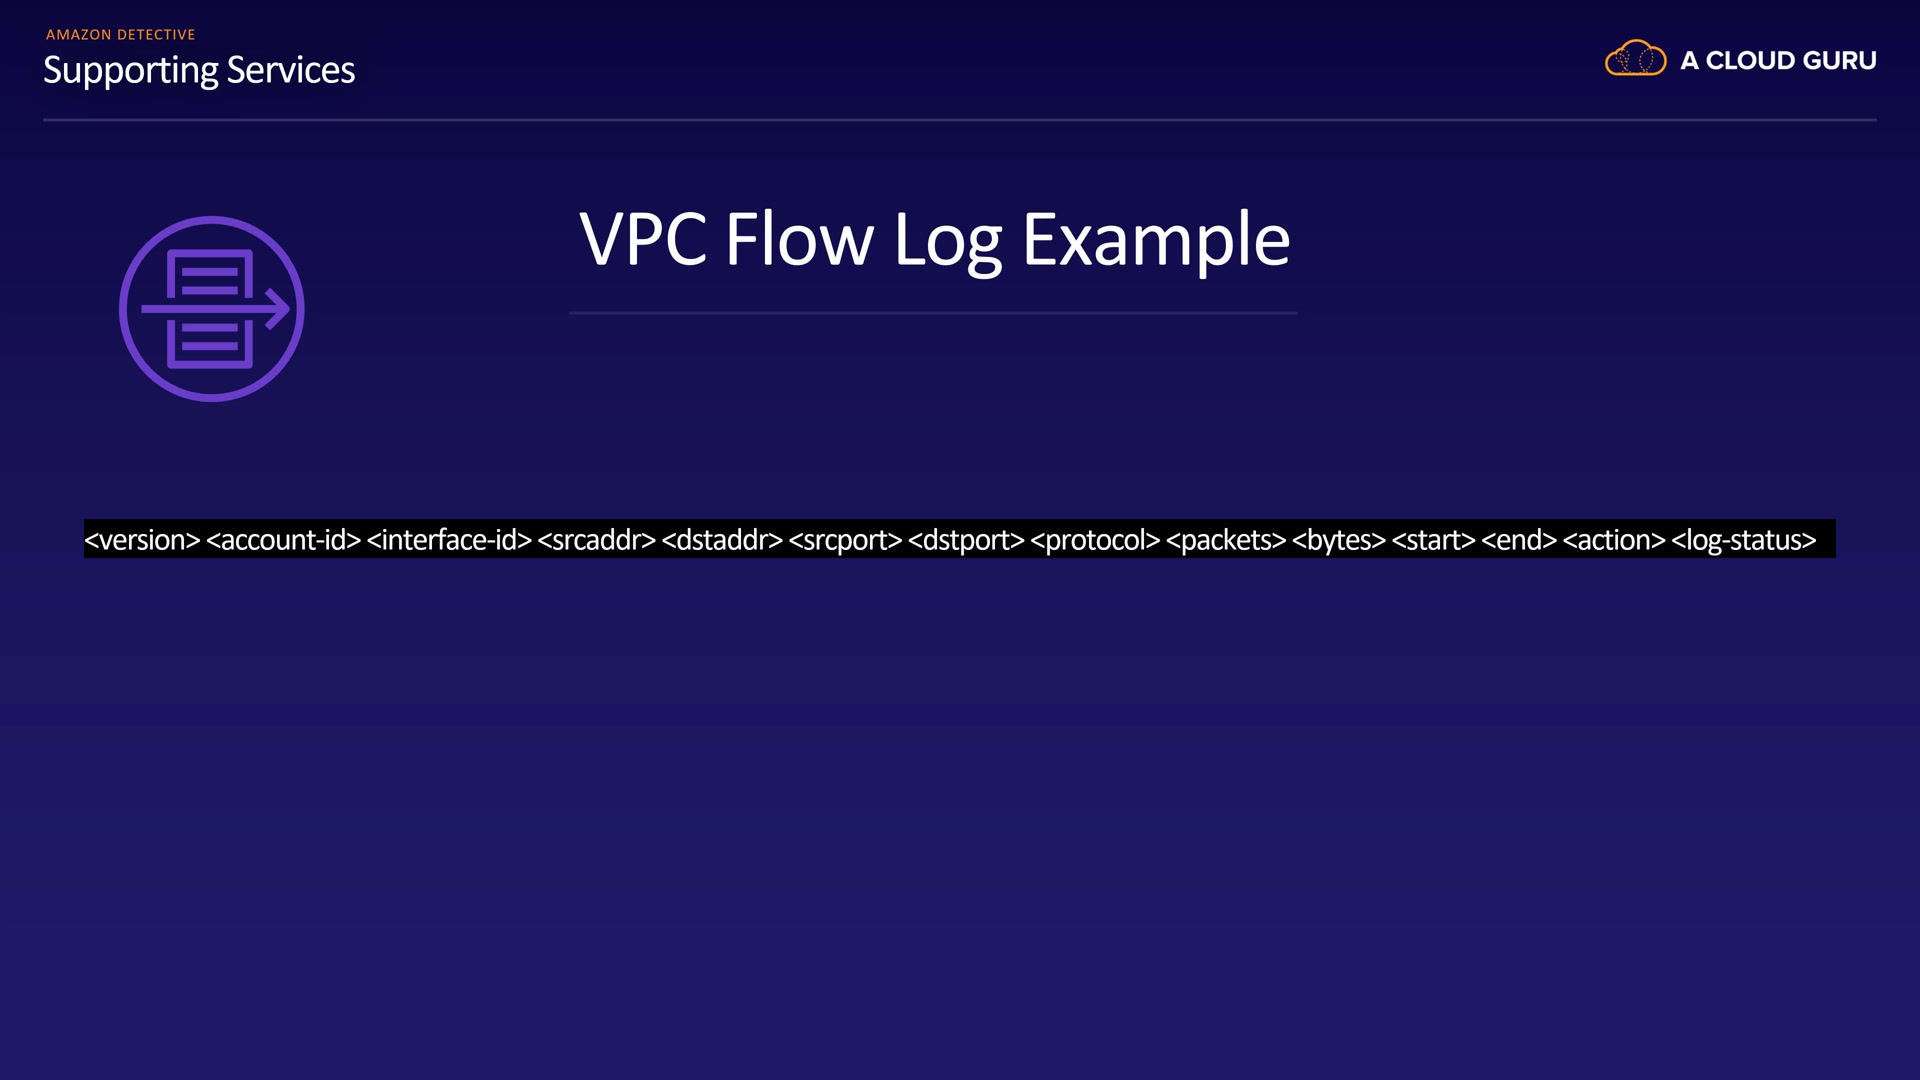 AMAZON DETECTIVE
Supporting Services
A CLOUD GURU
VPC Flow Log Example
<version> <account-id> <interface-id> <srcaddr> <dstaddr> <srcport> <dstport> <protocol> <packets> <bytes> <start> <end> <action> <log-status>